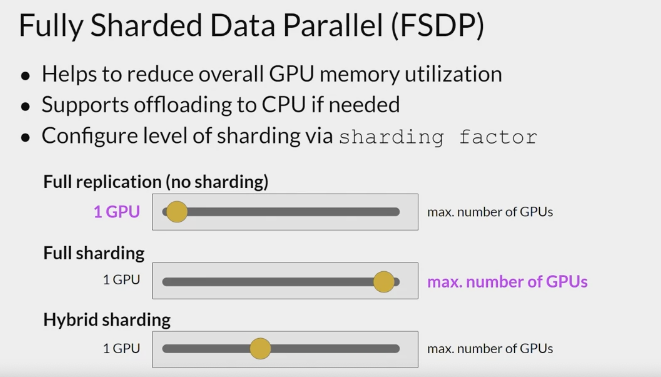 Fully Sharded Data Parallel (FSDP)
• Helps to reduce overall GPU memory utilization
• Supports offloading to CPU if needed
• Configure level of sharding via sharding factor
Full replication (no sharding)
1 GPU max. number of GPUs
Full sharding
1 GPU max. number of GPUs
Hybrid sharding
1 GPU max. number of GPUs